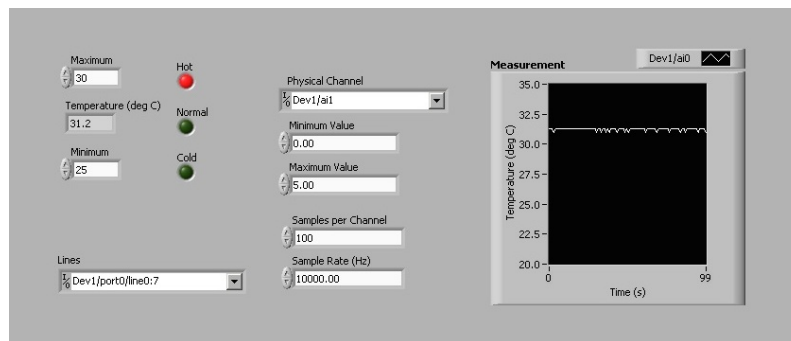 Maximum
30
Hot
Temperature (deg C)
31.2
Normal
Minimum
25
Cold
Lines
I/O Dev1/port0/line0:7
Physical Channel
I/O Dev1/ai1
Minimum Value
0.00
Maximum Value
5.00
Samples per Channel
100
Sample Rate (Hz)
10000.00
Measurement
Dev1/ai0
Temperature (deg C)
35.0
32.5
30.0
27.5
25.0
22.5
20.0
0
99
Time (s)